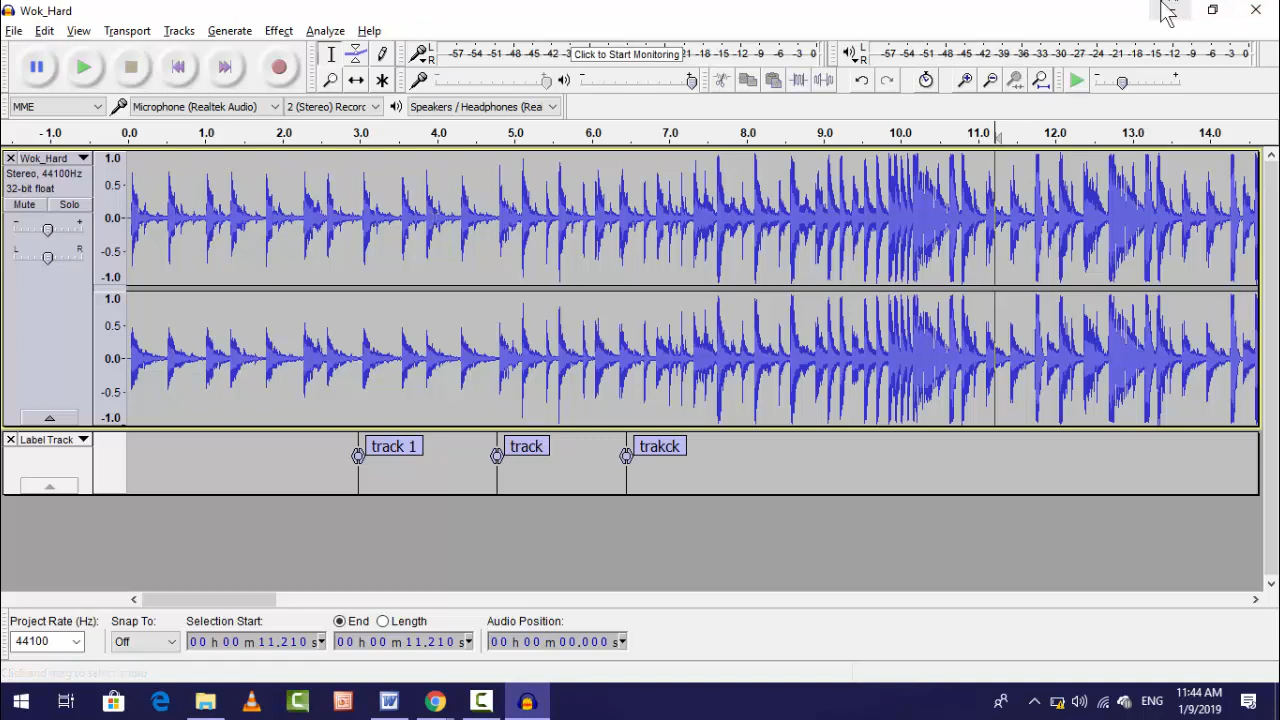 Wok_Hard
File Edit View Transport Tracks Generate Effect Analyze Help
L R -57 -54 -51 -48 -45 -42 -3 Click to Start Monitoring -21 -18 -15 -12 -9 -6 -3 0 L R -57 -54 -51 -48 -45 -42 -39 -36 -33 -30 -27 -24 -21 -18 -15 -12 -9 -6 -3 0
MME Microphone (Realtek Audio) 2 (Stereo) Recorc Speakers / Headphones (Rea
-1.0 0.0 1.0 2.0 3.0 4.0 5.0 6.0 7.0 8.0 9.0 10.0 11.0 12.0 13.0 14.0
Wok_Hard 1.0
Stereo, 44100Hz
32-bit float 0.5
Mute Solo
- + 0.0
L R -0.5
-1.0
1.0
0.5
0.0
-0.5
-1.0
Label Track track 1 track trakck
Project Rate (Hz): Snap To: Selection Start: End Length Audio Position:
44100 Off 00 h 00 m 11.210 s 00 h 00 m 11.210 s 00 h 00 m 00.000 s
ENG 11:44 AM
1/9/2019